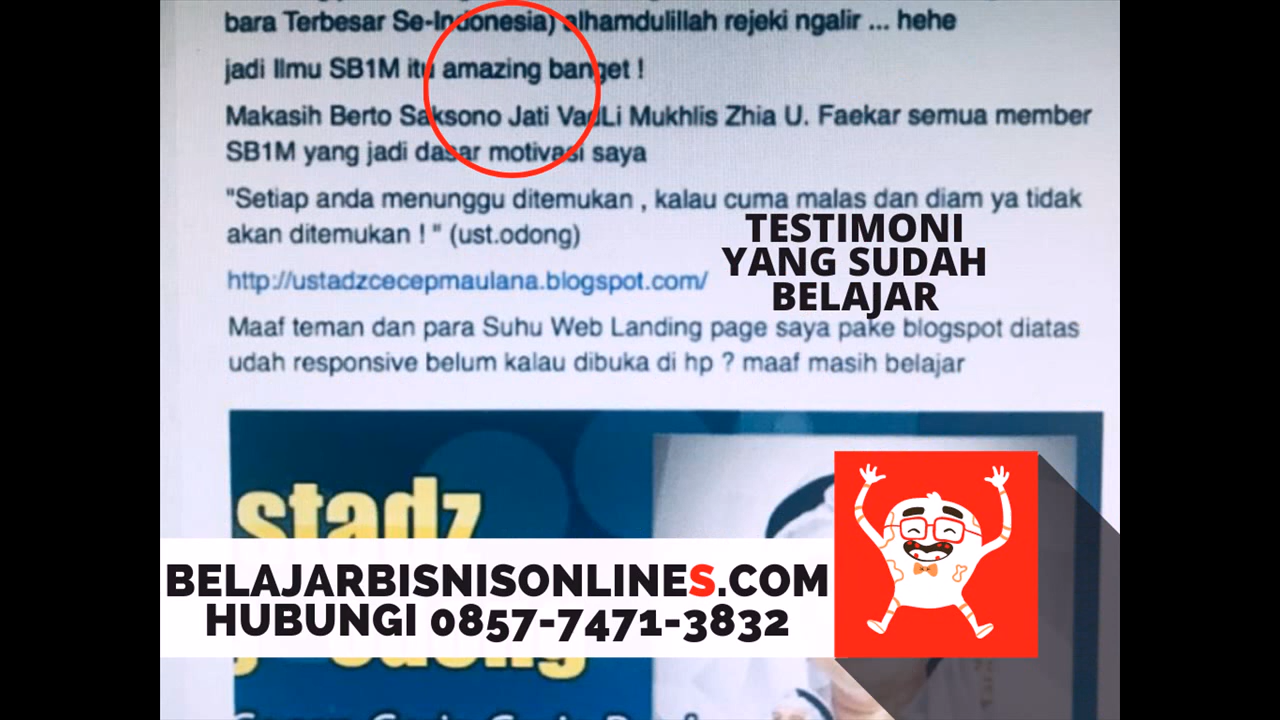 bara Terbesar Se-Indonesia) alhamdulillah rejeki ngalir ... hehe
jadi Ilmu SB1M itu amazing banget !
Makasih Berto Saksono Jati VadLi Mukhlis Zhia U. Faekar semua member
SB1M yang jadi dasar motivasi saya
"Setiap anda menunggu ditemukan , kalau cuma malas dan diam ya tidak
akan ditemukan ! " (ust.odong)
http://ustadzcecepmaulana.blogspot.com/
Maaf teman dan para Suhu Web Landing page saya pake blogspot diatas
udah responsive belum kalau dibuka di hp ? maaf masih belajar
TESTIMONI
YANG SUDAH
BELAJAR
stadz
BELAJARBISNISONLINES.COM
HUBUNGI 0857-7471-3832